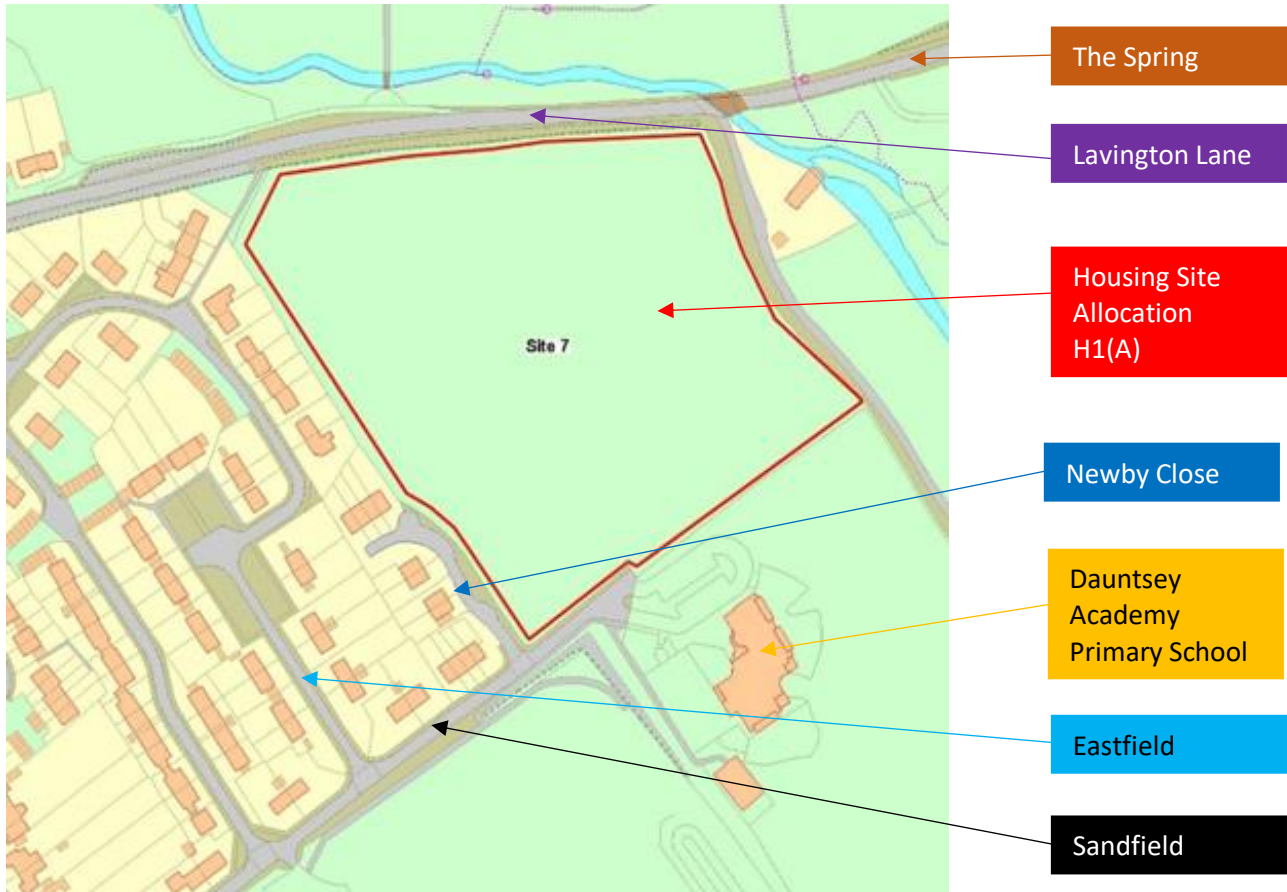 The Spring
Lavington Lane
Housing Site
Allocation
H1(A)
Site 7
Newby Close
Dauntsey
Academy
Primary School
Eastfield
Sandfield